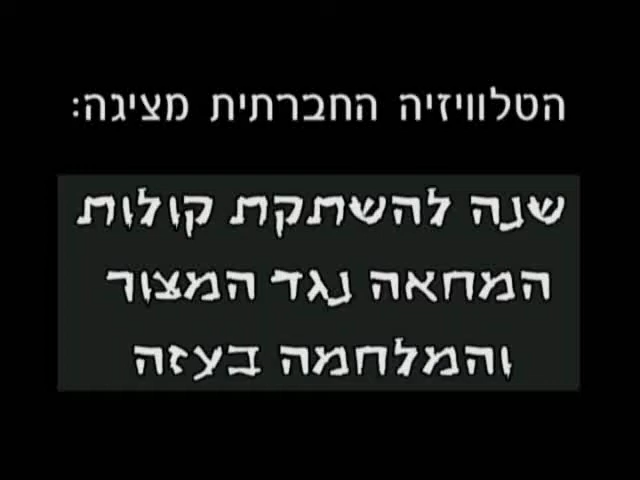 הטלוויזיה החברתית מציגה:
שנה להשתקת קולות
המחאה נגד המצור
והמלחמה בעזה